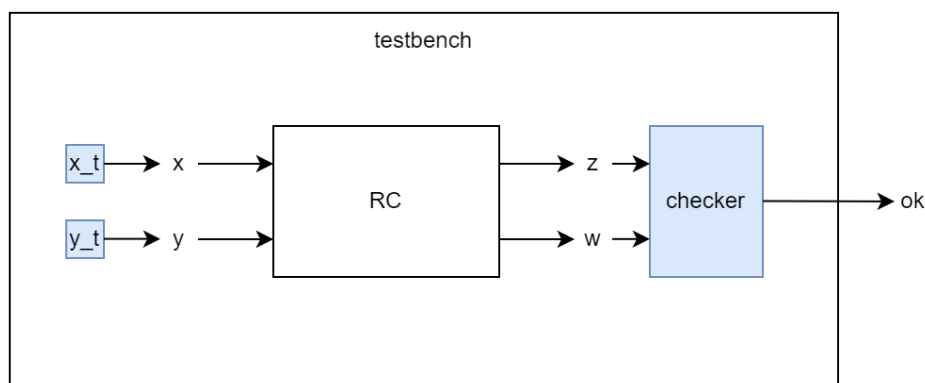 testbench
x_t
x
RC
z
checker
ok
y_t
y
w